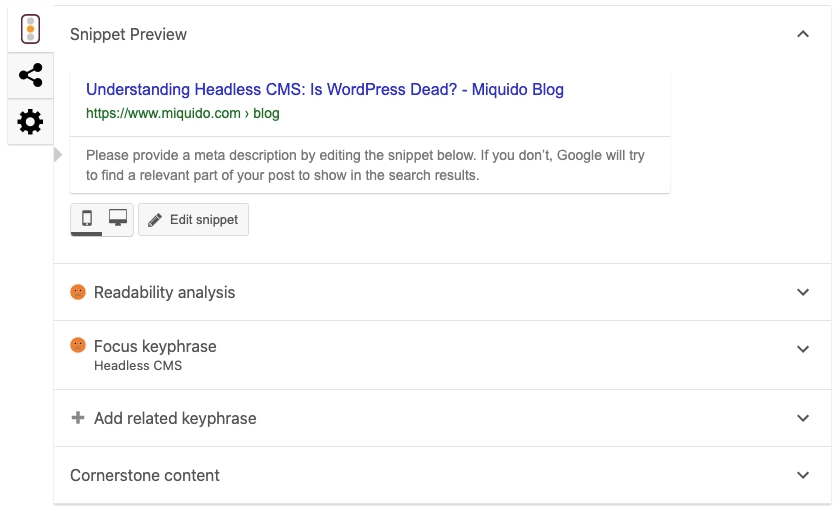 Snippet Preview
Understanding Headless CMS: Is WordPress Dead? - Miquido Blog
https://www.miquido.com › blog
Please provide a meta description by editing the snippet below. If you don’t, Google will try
to find a relevant part of your post to show in the search results.
Edit snippet
Readability analysis
Focus keyphrase
Headless CMS
Add related keyphrase
Cornerstone content